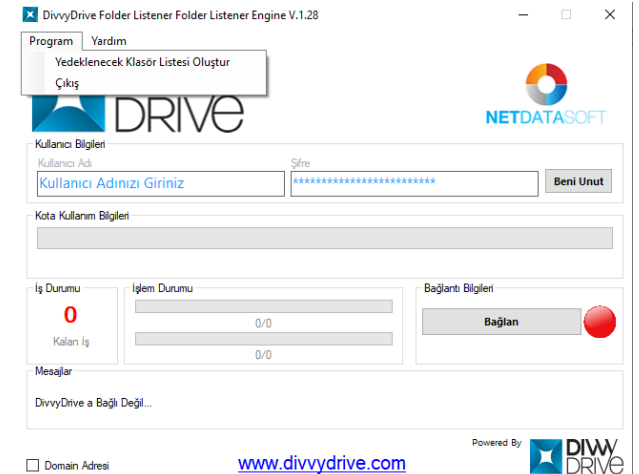 DivvyDrive Folder Listener Folder Listener Engine V.1.28
Program Yardım
Yedeklenecek Klasör Listesi Oluştur
Çıkış
DRIVE
NETDATASOFT
Kullanıcı Bilgileri
Kullanıcı Adı Şifre
Kullanıcı Adınızı Giriniz ************************* Beni Unut
Kota Kullanım Bilgileri
İş Durumu İşlem Durumu Bağlantı Bilgileri
0
0/0
Bağlan
Kalan İş
0/0
Mesajlar
DivvyDrive a Bağlı Değil...
Powered By
DIVVY
DRIVE
Domain Adresi
www.divvydrive.com